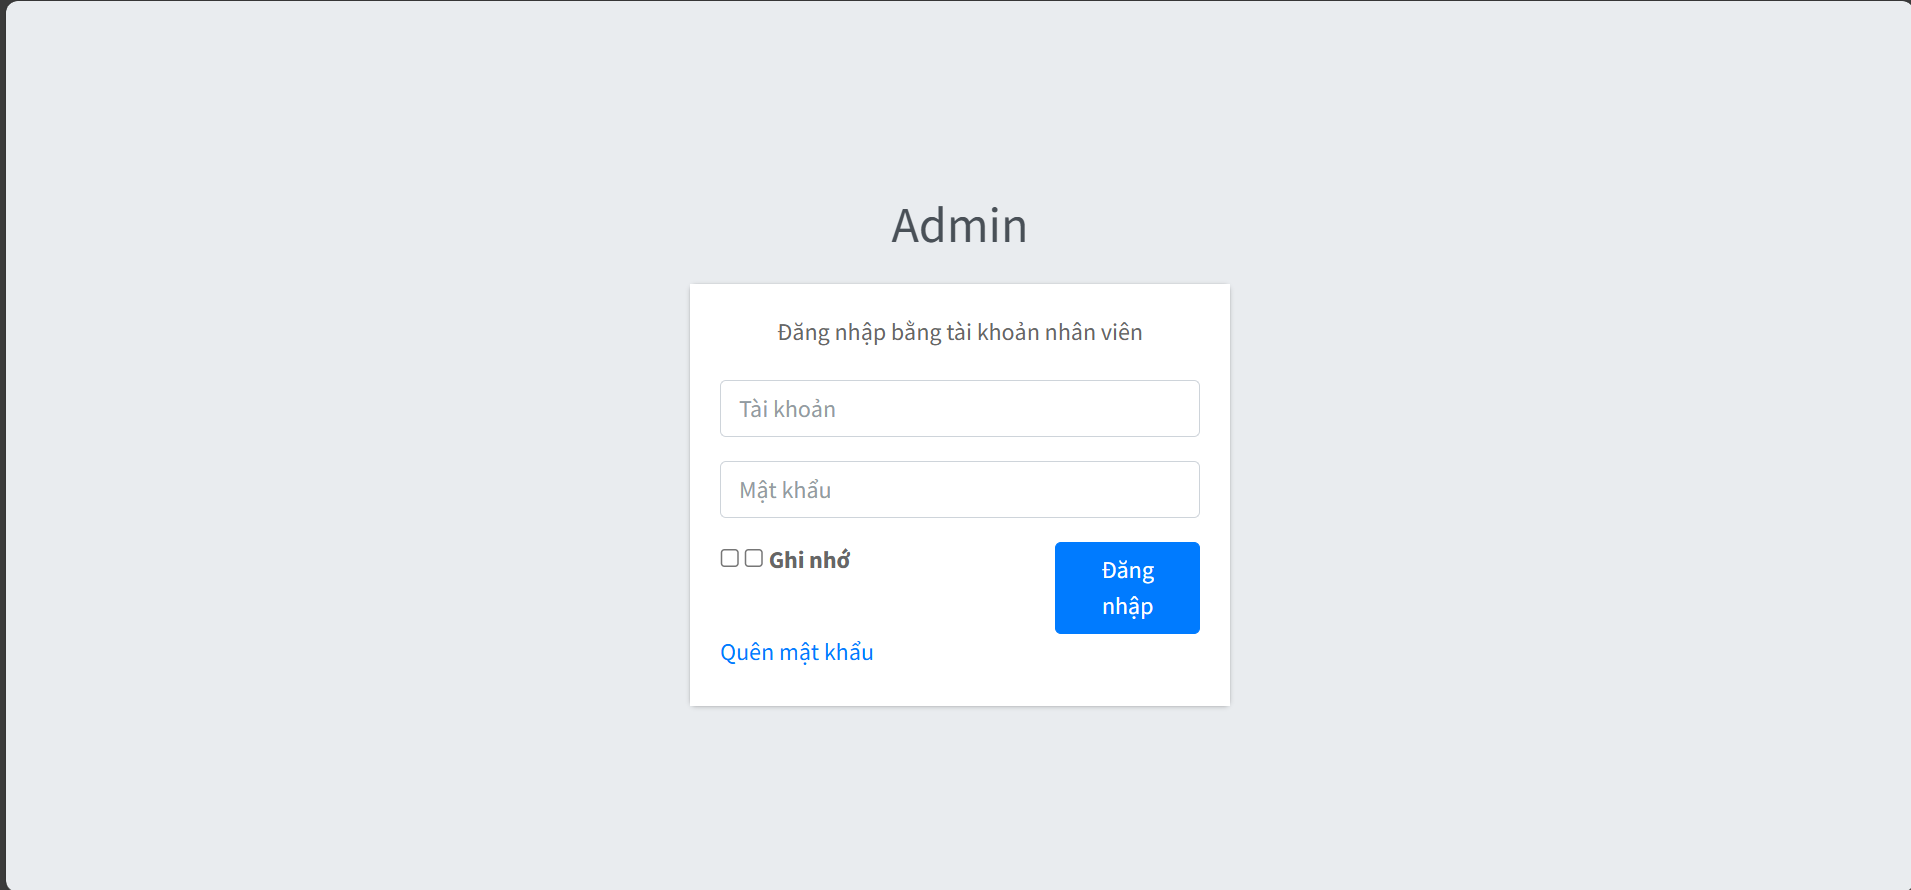 Admin
Đăng nhập bằng tài khoản nhân viên
Tài khoản
Mật khẩu
Ghi nhớ
Đăng
nhập
Quên mật khẩu